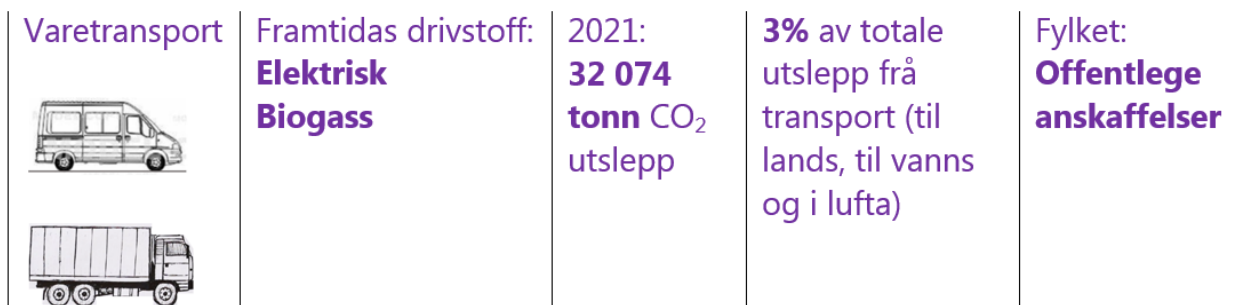 Varetransport
Framtidas drivstoff:
Elektrisk
Biogass
2021:
32 074
tonn CO₂
utslepp
3% av totale
utslepp frå
transport (til
lands, til vanns
og i lufta)
Fylket:
Offentlege
anskaffelser